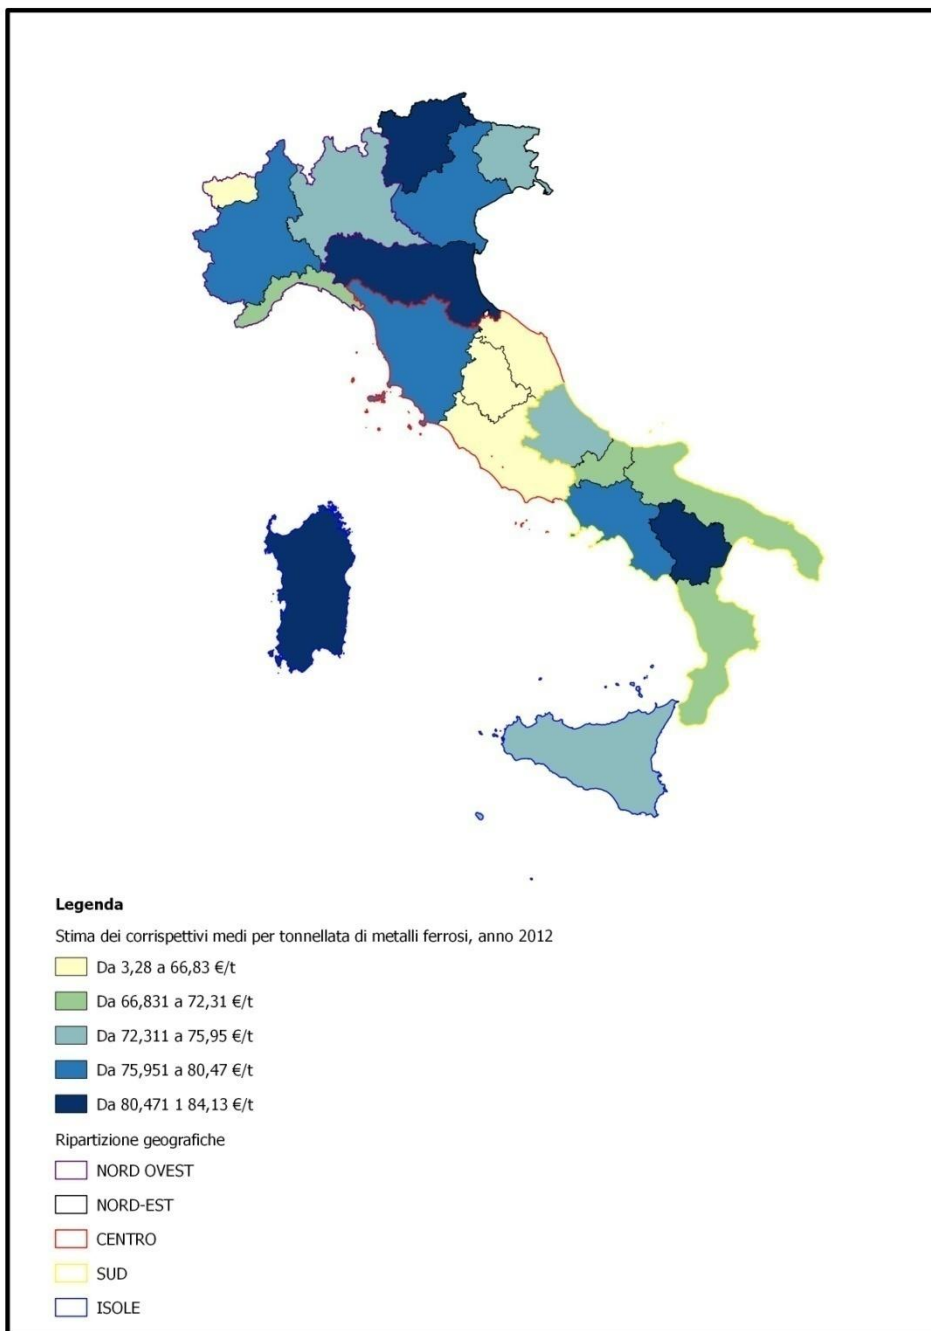 Legenda
Stima dei corrispettivi medi per tonnellata di metalli ferrosi, anno 2012
Da 3,28 a 66,83 €/t
Da 66,831 a 72,31 €/t
Da 72,311 a 75,95 €/t
Da 75,951 a 80,47 €/t
Da 80,471 1 84,13 €/t
Ripartizione geografiche
NORD OVEST
NORD-EST
CENTRO
SUD
ISOLE